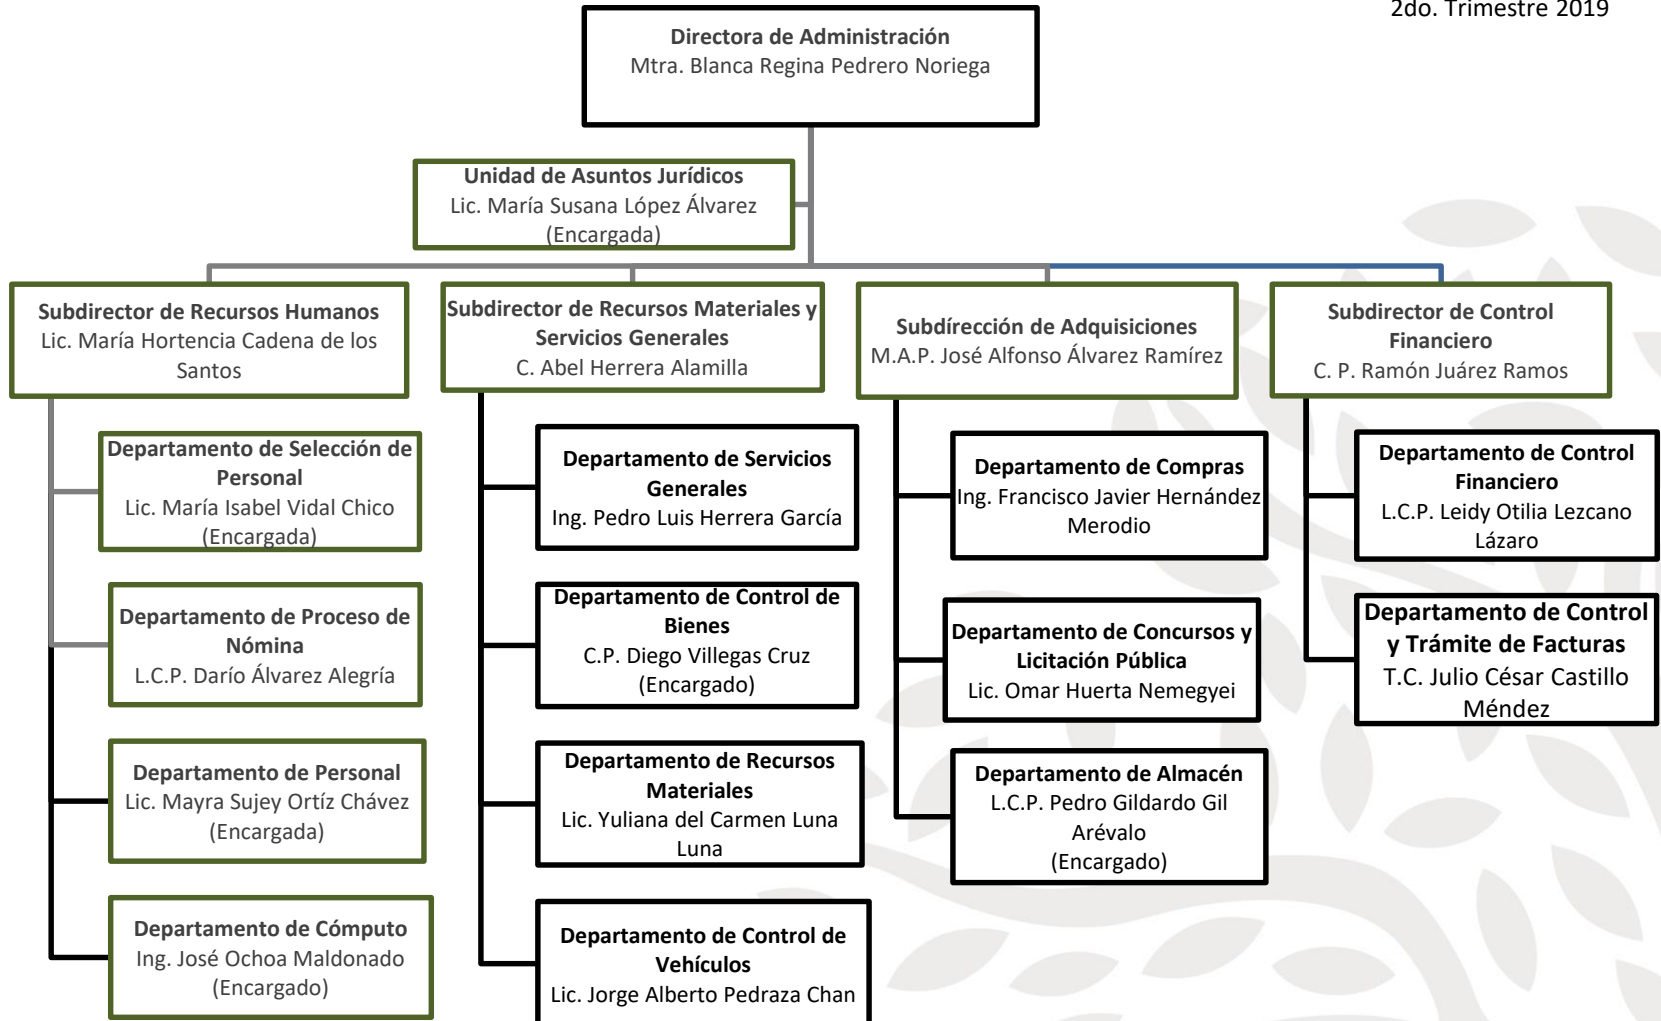 2do. Trimestre 2019
Directora de Administración
Mtra. Blanca Regina Pedrero Noriega
Unidad de Asuntos Jurídicos
Lic. María Susana López Álvarez
(Encargada)
Subdirector de Recursos Humanos
Lic. María Hortencia Cadena de los
Santos
Departamento de Selección de
Personal
Lic. María Isabel Vidal Chico
(Encargada)
Departamento de Proceso de
Nómina
L.C.P. Darío Álvarez Alegría
Departamento de Personal
Lic. Mayra Sujey Ortíz Chávez
(Encargada)
Departamento de Cómputo
Ing. José Ochoa Maldonado
(Encargado)
Subdirector de Recursos Materiales y
Servicios Generales
C. Abel Herrera Alamilla
Departamento de Servicios
Generales
Ing. Pedro Luis Herrera García
Departamento de Control de
Bienes
C.P. Diego Villegas Cruz
(Encargado)
Departamento de Recursos
Materiales
Lic. Yuliana del Carmen Luna
Luna
Departamento de Control de
Vehículos
Lic. Jorge Alberto Pedraza Chan
Subdírección de Adquisiciones
M.A.P. José Alfonso Álvarez Ramírez
Departamento de Compras
Ing. Francisco Javier Hernández
Merodio
Departamento de Concursos y
Licitación Pública
Lic. Omar Huerta Nemegyei
Departamento de Almacén
L.C.P. Pedro Gildardo Gil
Arévalo
(Encargado)
Subdirector de Control
Financiero
C. P. Ramón Juárez Ramos
Departamento de Control
Financiero
L.C.P. Leidy Otilia Lezcano
Lázaro
Departamento de Control
y Trámite de Facturas
T.C. Julio César Castillo
Méndez